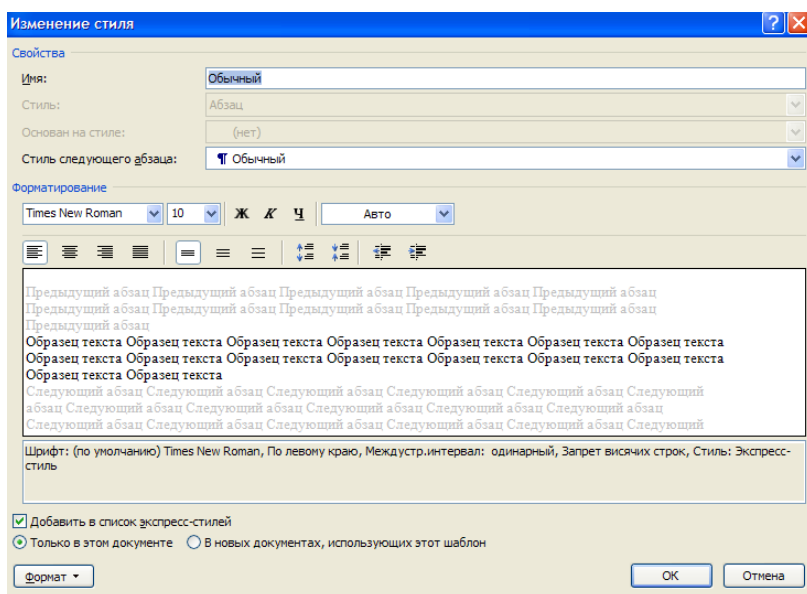 Изменение стиля
Свойства
Имя: Обычный
Стиль: Абзац
Основан на стиле: (нет)
Стиль следующего абзаца: ¶ Обычный
Форматирование
Times New Roman 10 Ж К Ч Авто
Предыдущий абзац Предыдущий абзац Предыдущий абзац Предыдущий абзац Предыдущий абзац
Предыдущий абзац Предыдущий абзац Предыдущий абзац Предыдущий абзац Предыдущий абзац
Предыдущий абзац
Образец текста Образец текста Образец текста Образец текста Образец текста Образец текста Образец текста
Образец текста Образец текста Образец текста Образец текста Образец текста Образец текста Образец текста
Образец текста Образец текста
Следующий абзац Следующий абзац Следующий абзац Следующий абзац Следующий абзац Следующий
абзац Следующий абзац Следующий абзац Следующий абзац Следующий абзац Следующий абзац
Следующий абзац Следующий абзац Следующий абзац Следующий абзац Следующий абзац Следующий
Шрифт: (по умолчанию) Times New Roman, По левому краю, Междустр.интервал: одинарный, Запрет висячих строк, Стиль: Экспресс-
стиль
Добавить в список экспресс-стилей
Только в этом документе В новых документах, использующих этот шаблон
Формат ОК Отмена